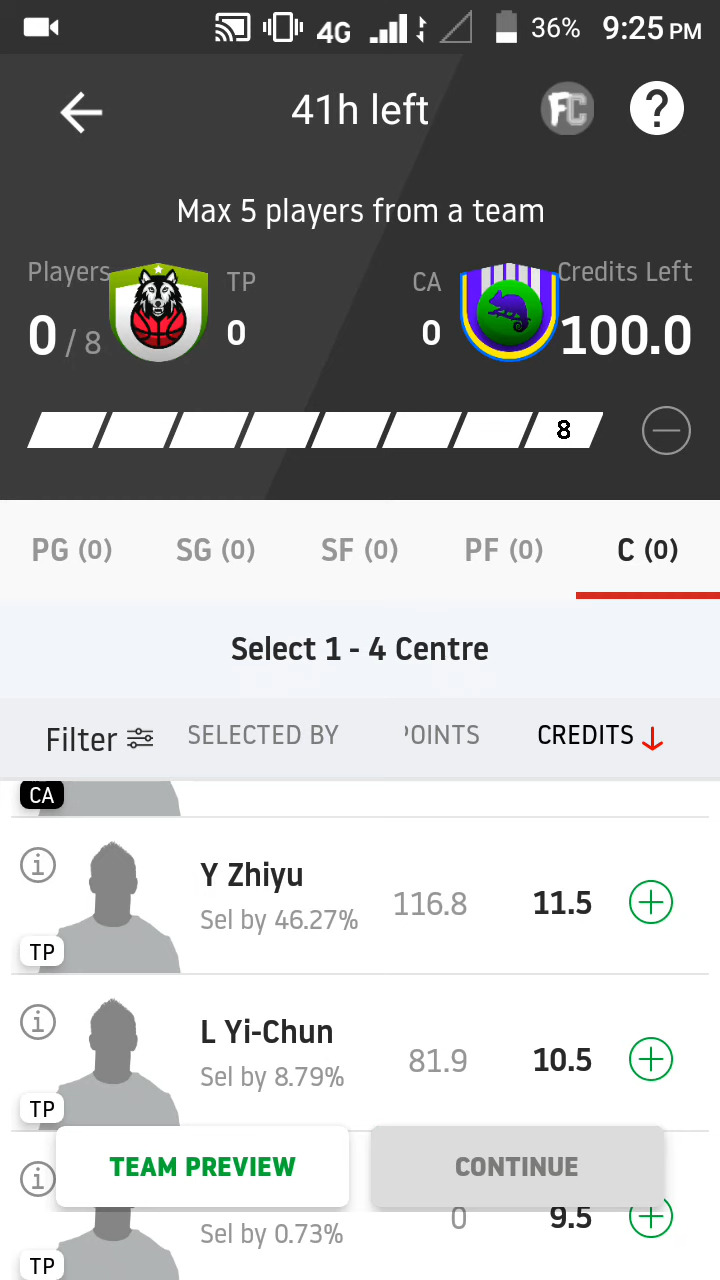 4G 36% 9:25 PM
41h left FC ?
Max 5 players from a team
Players TP CA Credits Left
0 / 8 0 0 100.0
8
PG (0) SG (0) SF (0) PF (0) C (0)
Select 1 - 4 Centre
Filter SELECTED BY POINTS CREDITS
CA
Y Zhiyu
Sel by 46.27% 116.8 11.5
TP
L Yi-Chun
Sel by 8.79% 81.9 10.5
TP
TEAM PREVIEW CONTINUE
Sel by 0.73% 0 9.5
TP